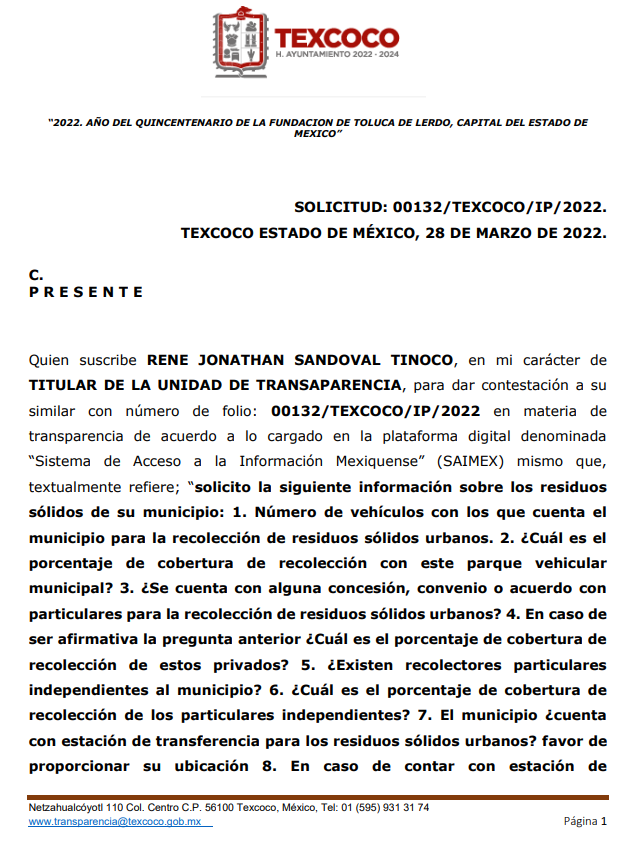 TEXCOCO
H. AYUNTAMIENTO 2022 - 2024
“2022. AÑO DEL QUINCENTENARIO DE LA FUNDACION DE TOLUCA DE LERDO, CAPITAL DEL ESTADO DE
MEXICO”
SOLICITUD: 00132/TEXCOCO/IP/2022.
TEXCOCO ESTADO DE MÉXICO, 28 DE MARZO DE 2022.
C.
P R E S E N T E
Quien suscribe RENE JONATHAN SANDOVAL TINOCO, en mi carácter de
TITULAR DE LA UNIDAD DE TRANSAPARENCIA, para dar contestación a su
similar con número de folio: 00132/TEXCOCO/IP/2022 en materia de
transparencia de acuerdo a lo cargado en la plataforma digital denominada
“Sistema de Acceso a la Información Mexiquense” (SAIMEX) mismo que,
textualmente refiere; “solicito la siguiente información sobre los residuos
sólidos de su municipio: 1. Número de vehículos con los que cuenta el
municipio para la recolección de residuos sólidos urbanos. 2. ¿Cuál es el
porcentaje de cobertura de recolección con este parque vehicular
municipal? 3. ¿Se cuenta con alguna concesión, convenio o acuerdo con
particulares para la recolección de residuos sólidos urbanos? 4. En caso de
ser afirmativa la pregunta anterior ¿Cuál es el porcentaje de cobertura de
recolección de estos privados? 5. ¿Existen recolectores particulares
independientes al municipio? 6. ¿Cuál es el porcentaje de cobertura de
recolección de los particulares independientes? 7. El municipio ¿cuenta
con estación de transferencia para los residuos sólidos urbanos? favor de
proporcionar su ubicación 8. En caso de contar con estación de
Netzahualcóyotl 110 Col. Centro C.P. 56100 Texcoco, México, Tel: 01 (595) 931 31 74
www.transparencia@texcoco.gob.mx Página 1